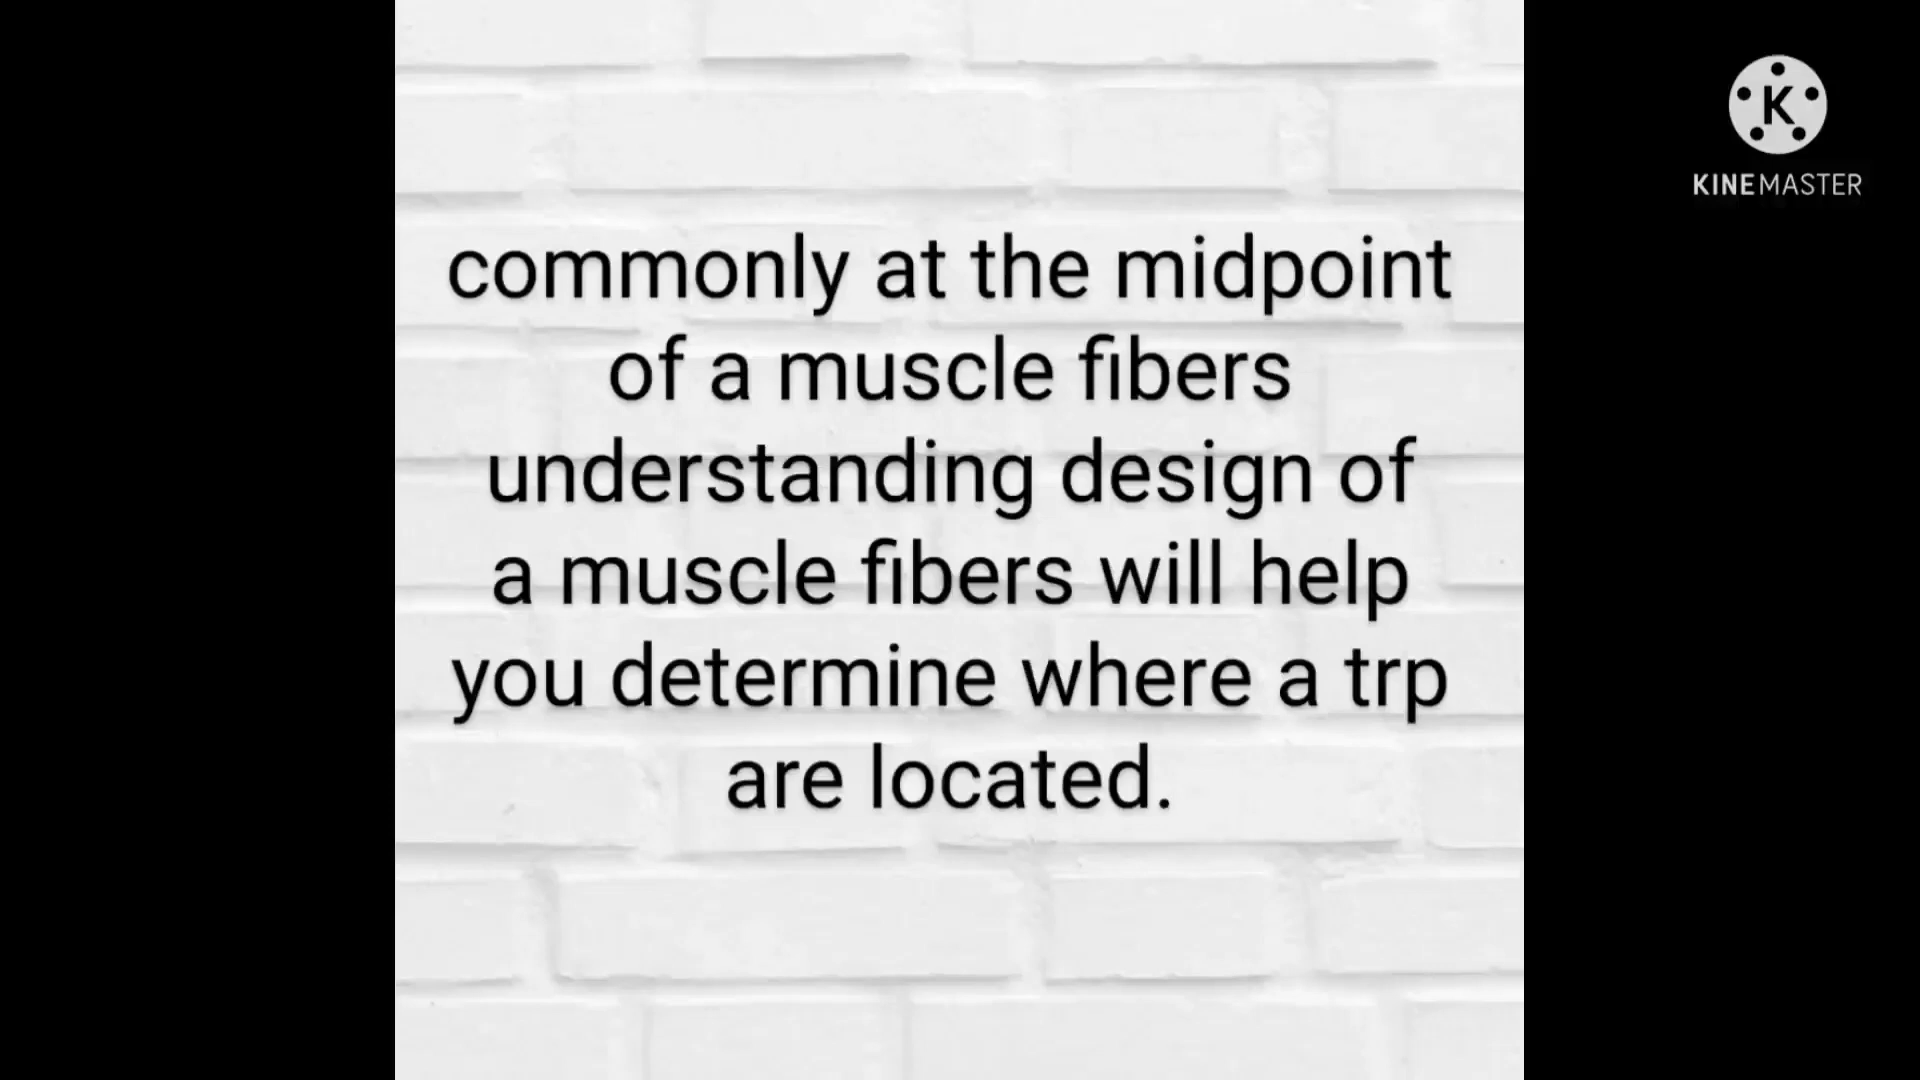 commonly at the midpoint
of a muscle fibers
understanding design of
a muscle fibers will help
you determine where a trp
are located.
K
KINEMASTER